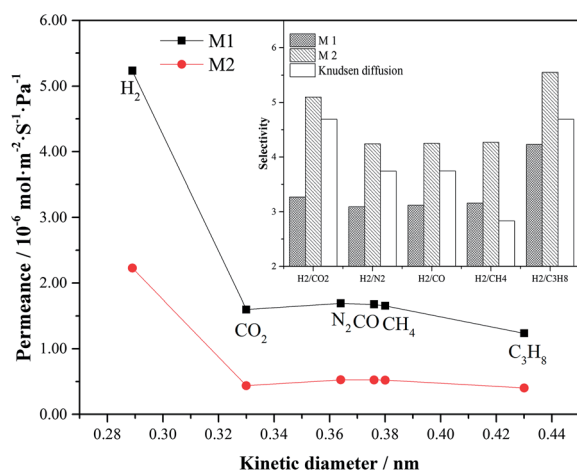 6.00
5.00
4.00
3.00
2.00
1.00
0.00
Permeance / 10⁻⁶ mol·m⁻²·S⁻¹·Pa⁻¹
M1
M2
H₂
CO₂
N₂ CO CH₄
C₃H₈
0.28 0.30 0.32 0.34 0.36 0.38 0.40 0.42 0.44
Kinetic diameter / nm
M 1
M 2
Knudsen diffusion
6
5
4
3
2
Selectivity
H2/CO2 H2/N2 H2/CO H2/CH4 H2/C3H8